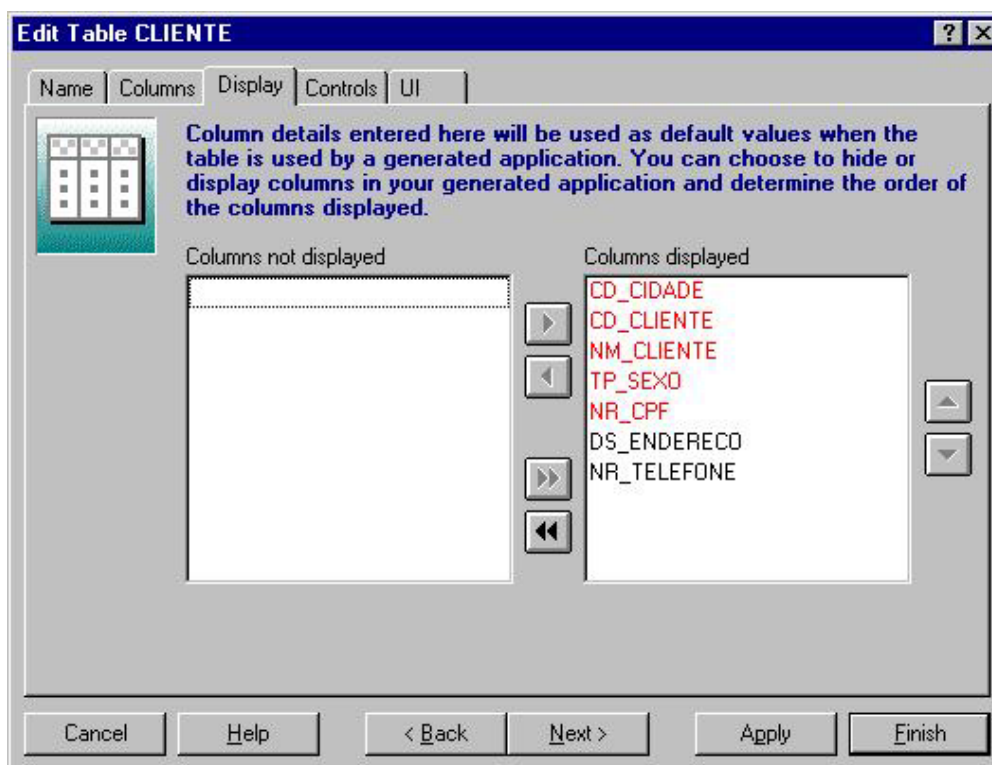 Edit Table CLIENTE
Name Columns Display Controls UI
Column details entered here will be used as default values when the
table is used by a generated application. You can choose to hide or
display columns in your generated application and determine the order of
the columns displayed.
Columns not displayed
Columns displayed
CD_CIDADE
CD_CLIENTE
NM_CLIENTE
TP_SEXO
NR_CPF
DS_ENDERECO
NR_TELEFONE
Cancel Help < Back Next > Apply Finish